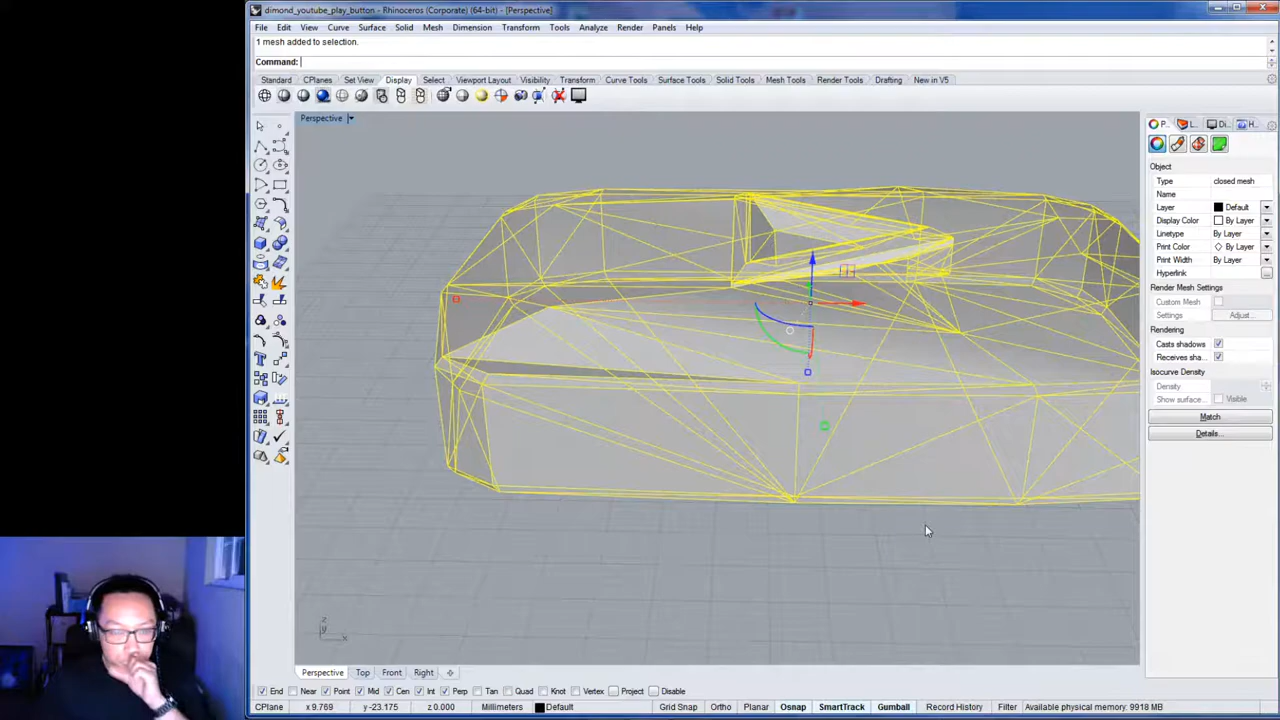 dimond_youtube_play_button - Rhinoceros (Corporate) (64-bit) - [Perspective]
File Edit View Curve Surface Solid Mesh Dimension Transform Tools Analyze Render Panels Help
1 mesh added to selection.
Command:
Standard CPlanes Set View Display Select Viewport Layout Visibility Transform Curve Tools Surface Tools Solid Tools Mesh Tools Render Tools Drafting New in V5
Perspective
P... L... Di... H...
Object
Type closed mesh
Name
Layer Default
Display Color By Layer
Linetype By Layer
Print Color By Layer
Print Width By Layer
Hyperlink ...
Render Mesh Settings
Custom Mesh
Settings Adjust...
Rendering
Casts shadows
Receives sha...
Isocurve Density
Density
Show surface... Visible
Match
Details...
z
y
x
Perspective Top Front Right
End Near Point Mid Cen Int Perp Tan Quad Knot Vertex Project Disable
CPlane x 9.769 y -23.175 z 0.000 Millimeters Default Grid Snap Ortho Planar Osnap SmartTrack Gumball Record History Filter Available physical memory: 9918 MB